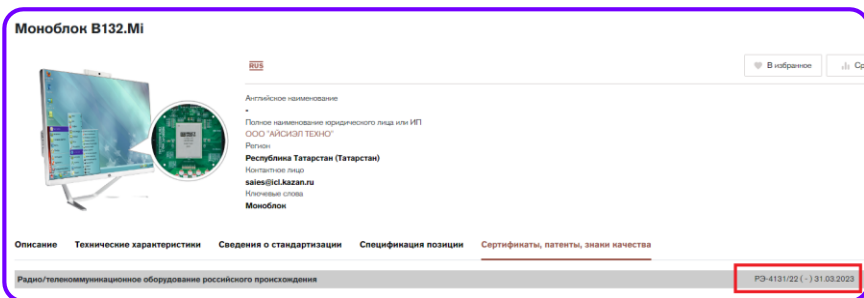 Моноблок B132.Mi
RUS
В избранное
Ср
Английское наименование
-
Полное наименование юридического лица или ИП
ООО "АЙСИЭЛ ТЕХНО"
Регион
Республика Татарстан (Татарстан)
Контактное лицо
sales@icl.kazan.ru
Ключевые слова
Моноблок
Описание Технические характеристики Сведения о стандартизации Спецификация позиции Сертификаты, патенты, знаки качества
Радио/телекоммуникационное оборудование российского происхождения РЭ-4131/22 ( - ) 31.03.2023